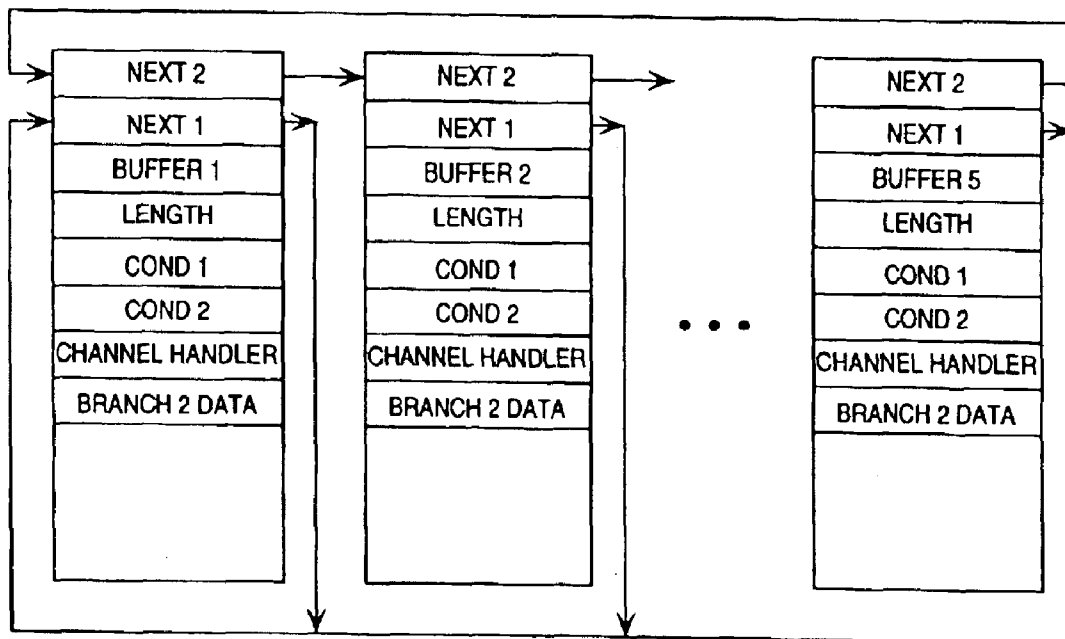 NEXT 2
NEXT 1
BUFFER 1
LENGTH
COND 1
COND 2
CHANNEL HANDLER
BRANCH 2 DATA
NEXT 2
NEXT 1
BUFFER 2
LENGTH
COND 1
COND 2
CHANNEL HANDLER
BRANCH 2 DATA
NEXT 2
NEXT 1
BUFFER 5
LENGTH
COND 1
COND 2
CHANNEL HANDLER
BRANCH 2 DATA